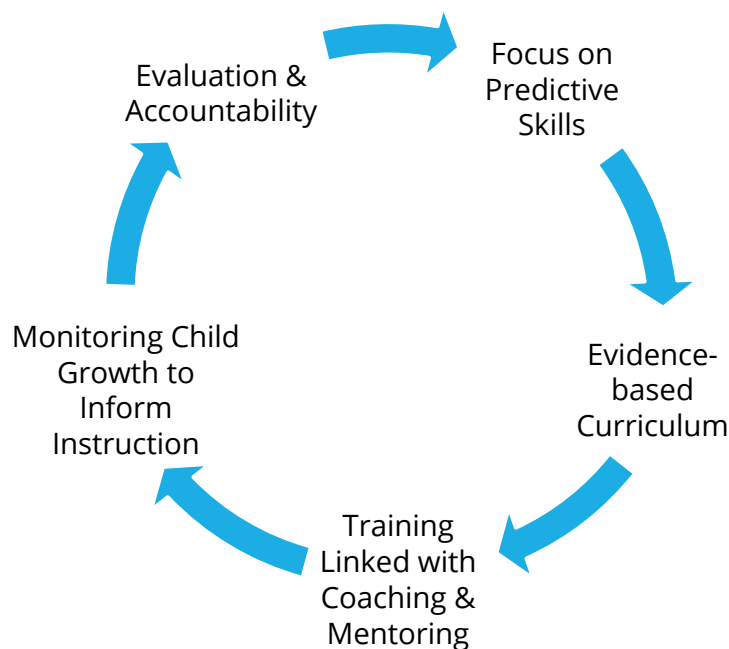 Focus on
Predictive
Skills
Evidence-
based
Curriculum
Training
Linked with
Coaching &
Mentoring
Monitoring Child
Growth to
Inform
Instruction
Evaluation &
Accountability